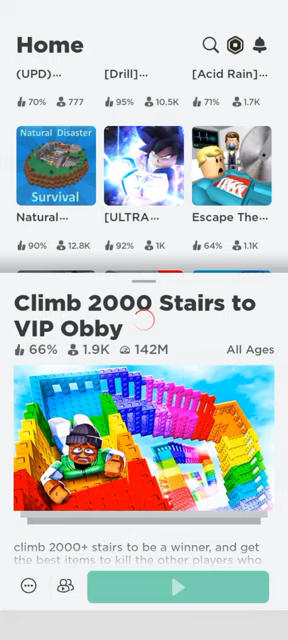 Home
(UPD)... [Drill]... [Acid Rain]...
70% 777 95% 10.5K 71% 1.7K
Natural Disaster
Survival
Natural... [ULTRA... Escape The...
90% 12.8K 92% 1K 64% 1.1K
Climb 2000 Stairs to
VIP Obby
66% 1.9K 142M All Ages
climb 2000+ stairs to be a winner, and get
the best items to kill the other players who